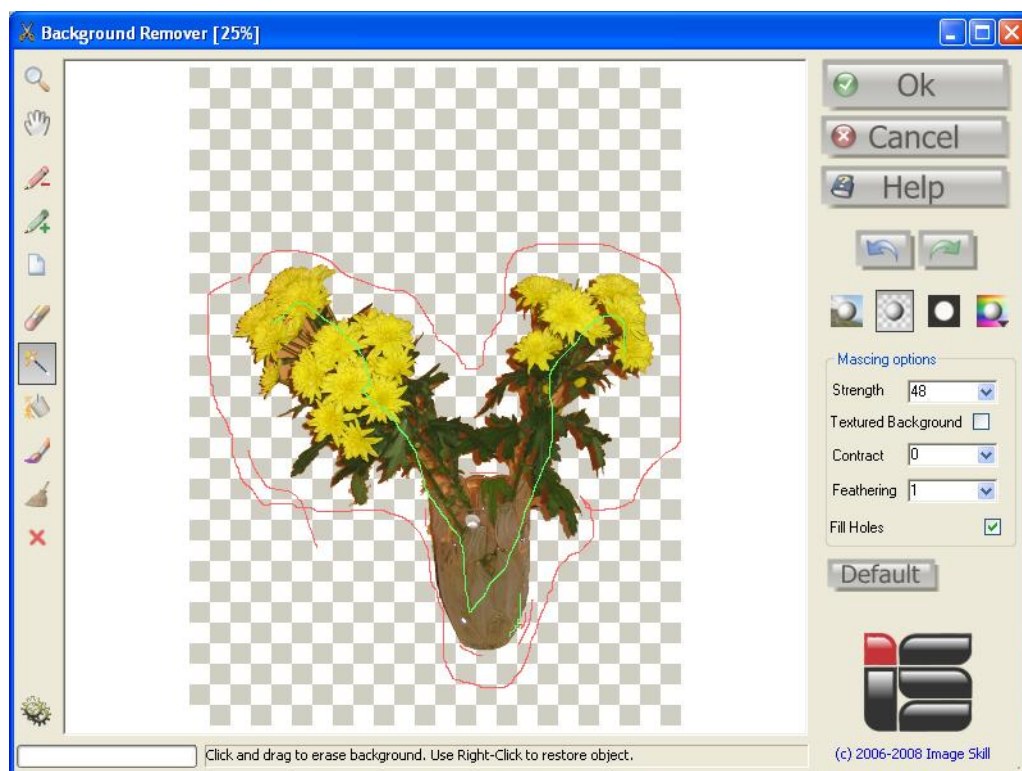 Background Remover [25%]
Ok
Cancel
Help
Mascing options
Strength 48
Textured Background
Contract 0
Feathering 1
Fill Holes
Default
Click and drag to erase background. Use Right-Click to restore object.
(c) 2006-2008 Image Skill